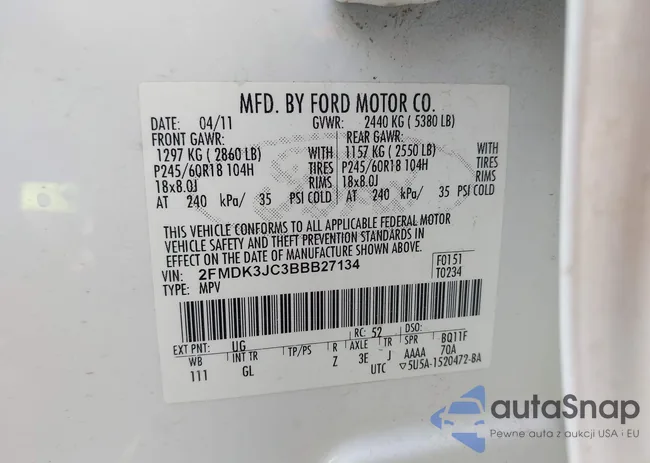 MFD. BY FORD MOTOR CO.
DATE: 04/11 GVWR: 2440 KG ( 5380 LB)
FRONT GAWR: REAR GAWR:
1297 KG ( 2860 LB) WITH 1157 KG ( 2550 LB) WITH
P245/60R18 104H TIRES P245/60R18 104H TIRES
18x8.0J RIMS 18x8.0J RIMS
AT 240 kPa/ 35 PSI COLD AT 240 kPa/ 35 PSI COLD
THIS VEHICLE CONFORMS TO ALL APPLICABLE FEDERAL MOTOR
VEHICLE SAFETY AND THEFT PREVENTION STANDARDS IN
EFFECT ON THE DATE OF MANUFACTURE SHOWN ABOVE.
VIN: 2FMDK3JC3BBB27134 F0151
TYPE: MPV T0234
EXT PNT: UG RC: 52 DSO:
WB INT TR TP/PS R AXLE TR SPR BQ11F
111 GL Z 3E J AAAA 70A
UTC ▽5U5A-1520472-BA
autoSnap
Pewne auta z aukcji USA i EU